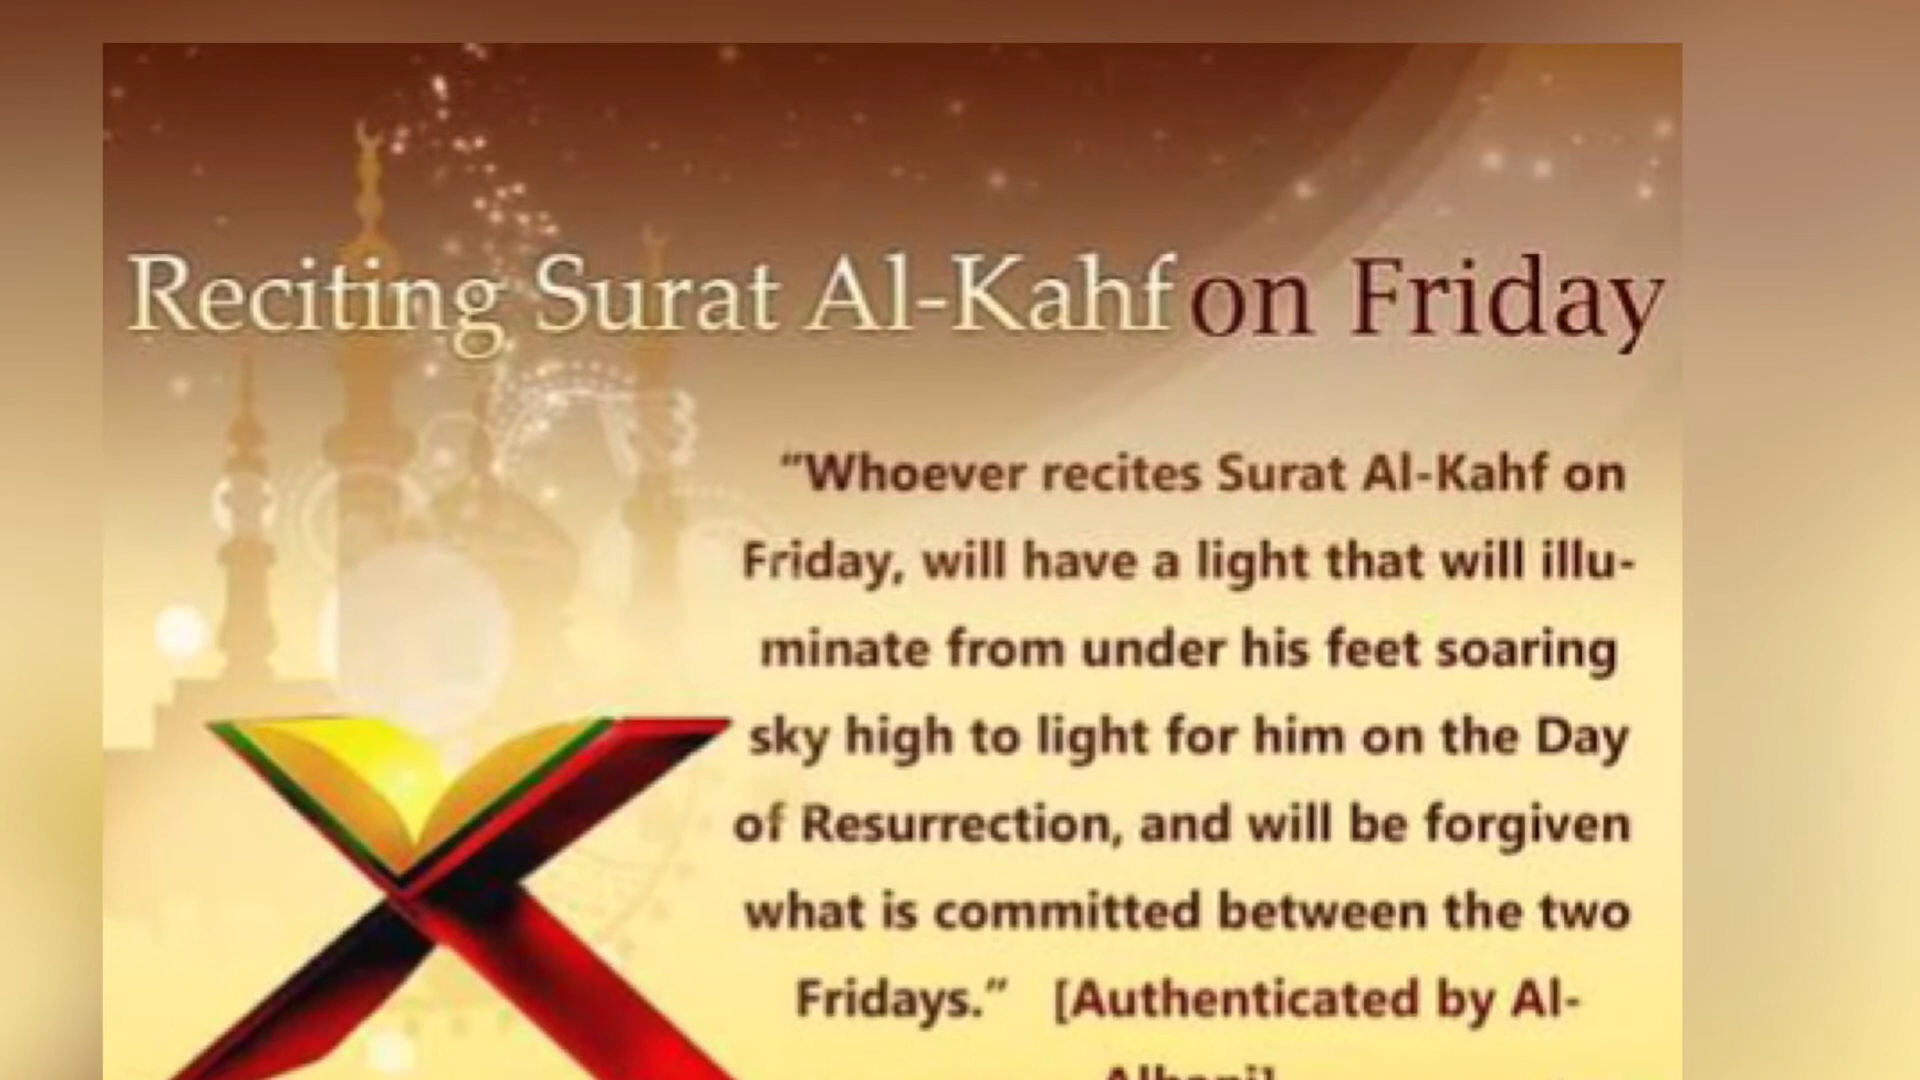 Reciting Surat Al-Kahf on Friday
“Whoever recites Surat Al-Kahf on
Friday, will have a light that will illu-
minate from under his feet soaring
sky high to light for him on the Day
of Resurrection, and will be forgiven
what is committed between the two
Fridays.” [Authenticated by Al-